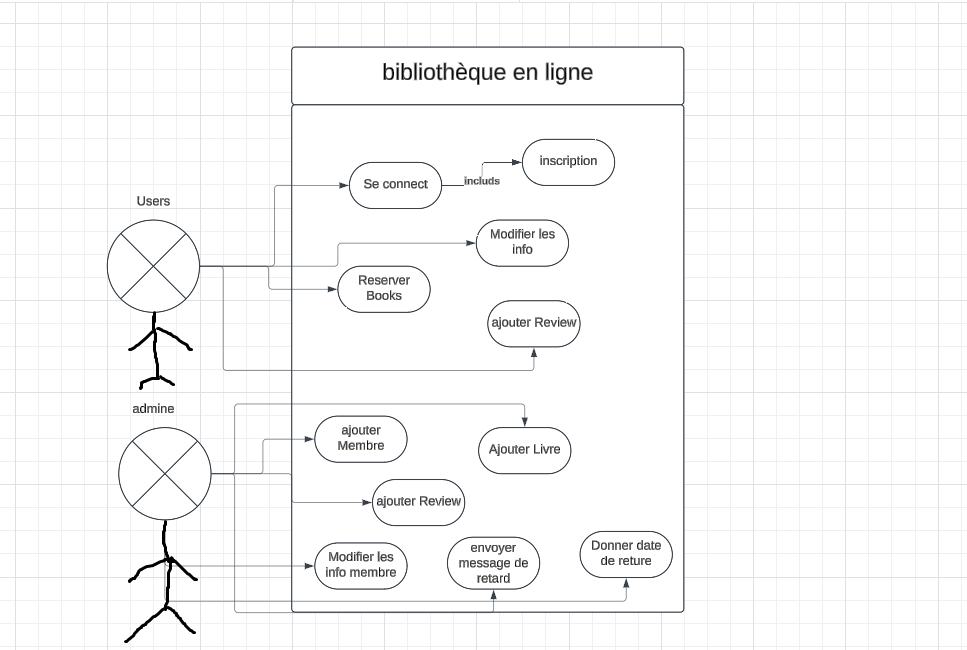 bibliothèque en ligne
inscription
Se connect
includs
Users
Modifier les
info
Reserver
Books
ajouter Review
admine
ajouter
Membre
Ajouter Livre
ajouter Review
Modifier les
info membre
envoyer
message de
retard
Donner date
de reture